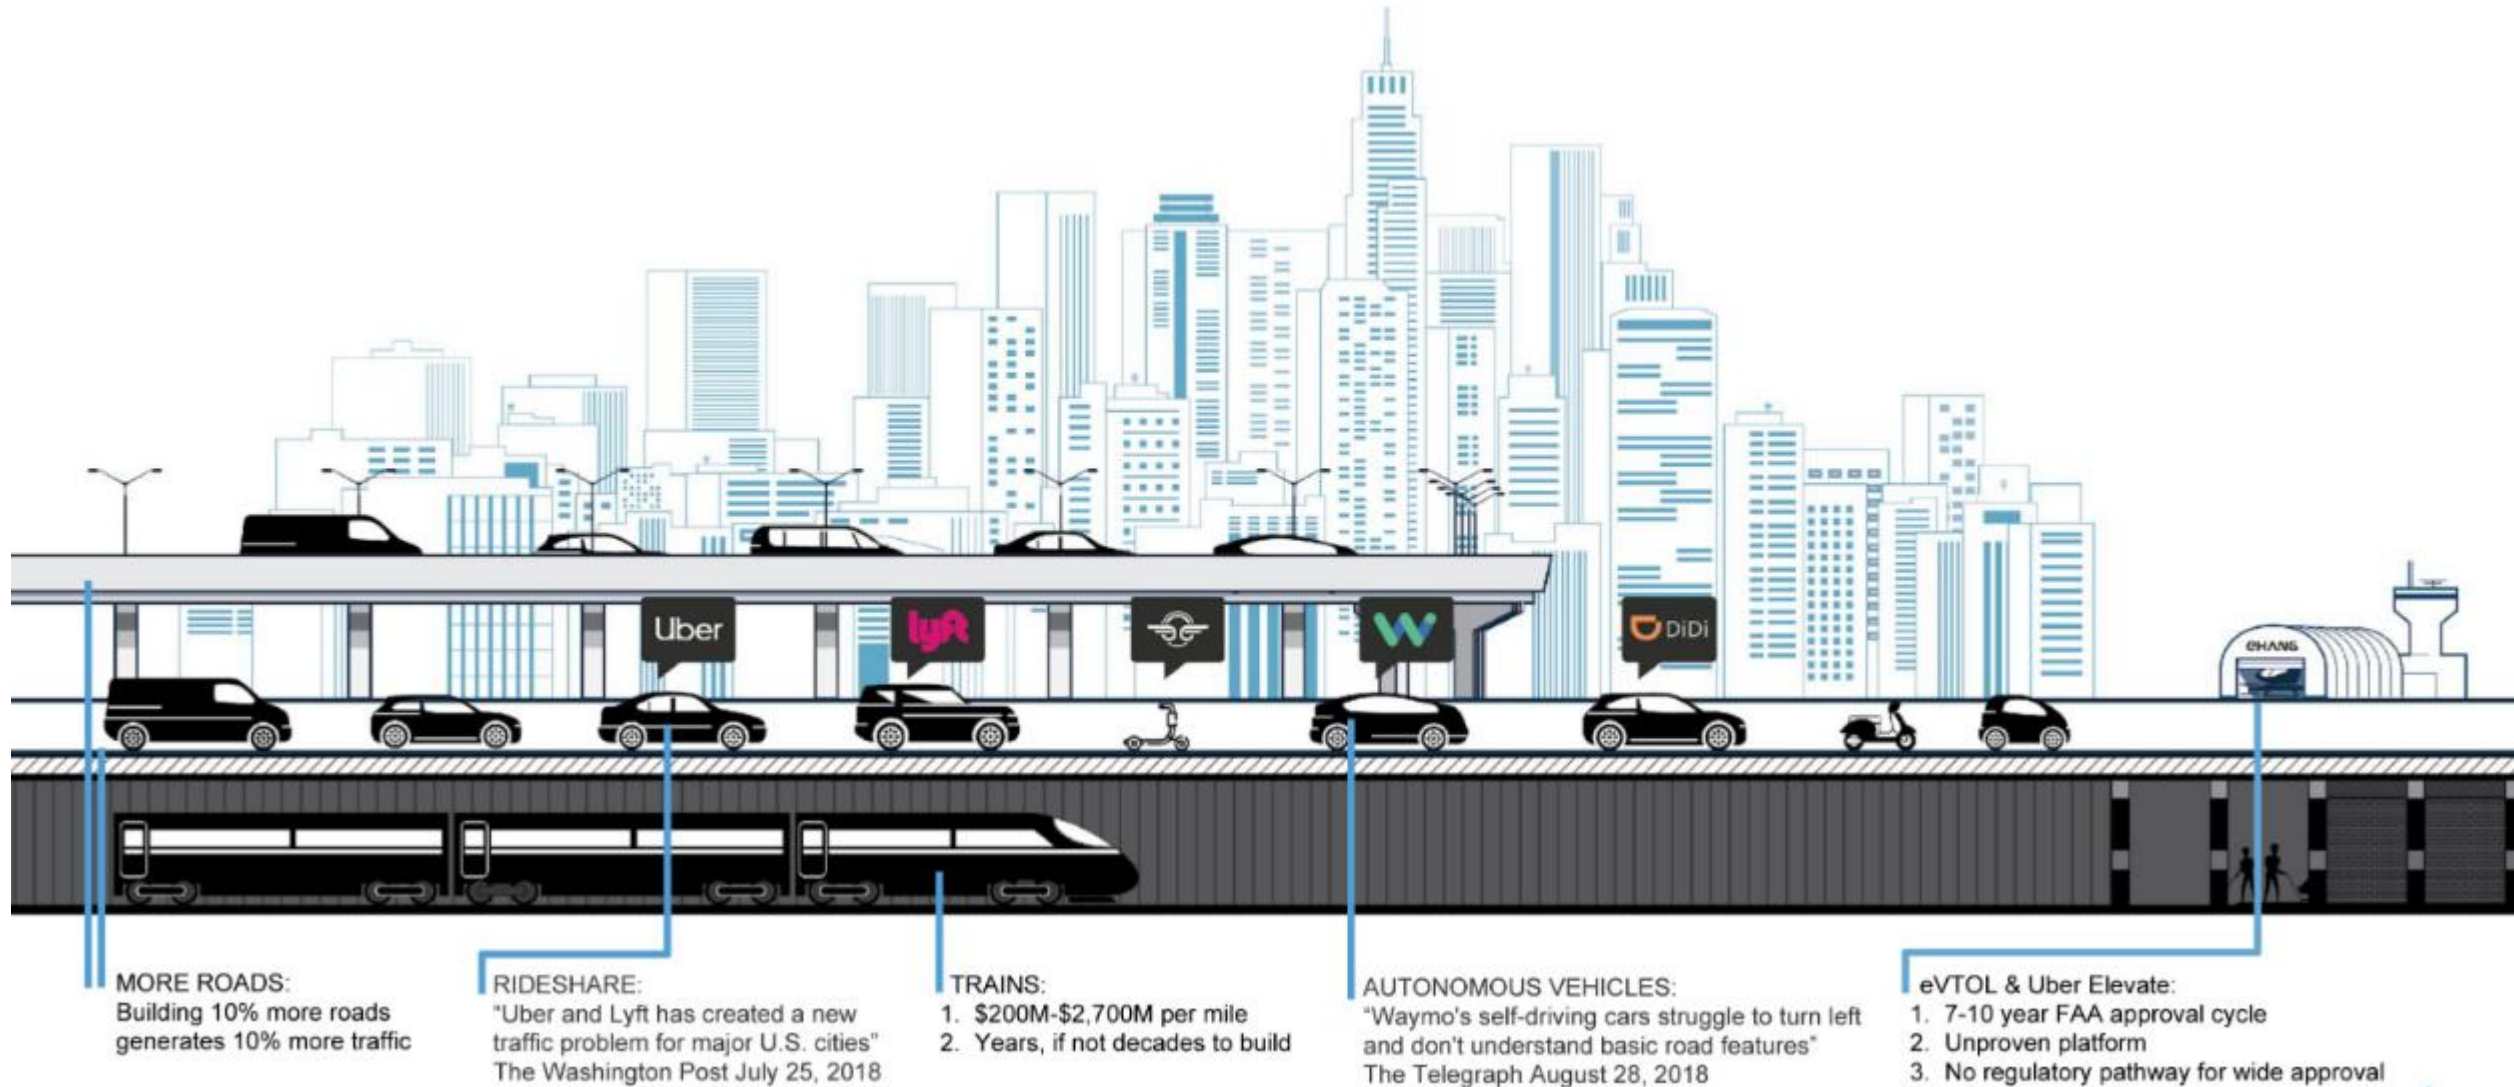 Uber
lyft
DiDi
EHANG
MORE ROADS:
Building 10% more roads
generates 10% more traffic
RIDESHARE:
"Uber and Lyft has created a new
traffic problem for major U.S. cities"
The Washington Post July 25, 2018
TRAINS:
1. $200M-$2,700M per mile
2. Years, if not decades to build
AUTONOMOUS VEHICLES:
"Waymo's self-driving cars struggle to turn left
and don't understand basic road features"
The Telegraph August 28, 2018
eVTOL & Uber Elevate:
1. 7-10 year FAA approval cycle
2. Unproven platform
3. No regulatory pathway for wide approval